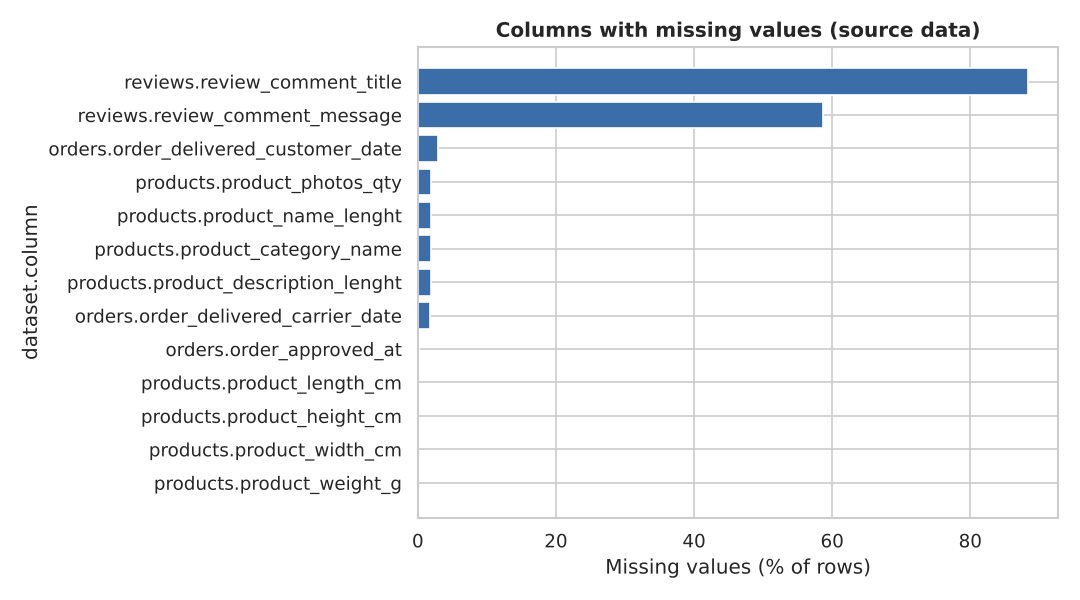 Columns with missing values (source data)
reviews.review_comment_title
reviews.review_comment_message
orders.order_delivered_customer_date
products.product_photos_qty
products.product_name_lenght
products.product_category_name
products.product_description_lenght
orders.order_delivered_carrier_date
orders.order_approved_at
products.product_length_cm
products.product_height_cm
products.product_width_cm
products.product_weight_g
dataset.column
0 20 40 60 80
Missing values (% of rows)